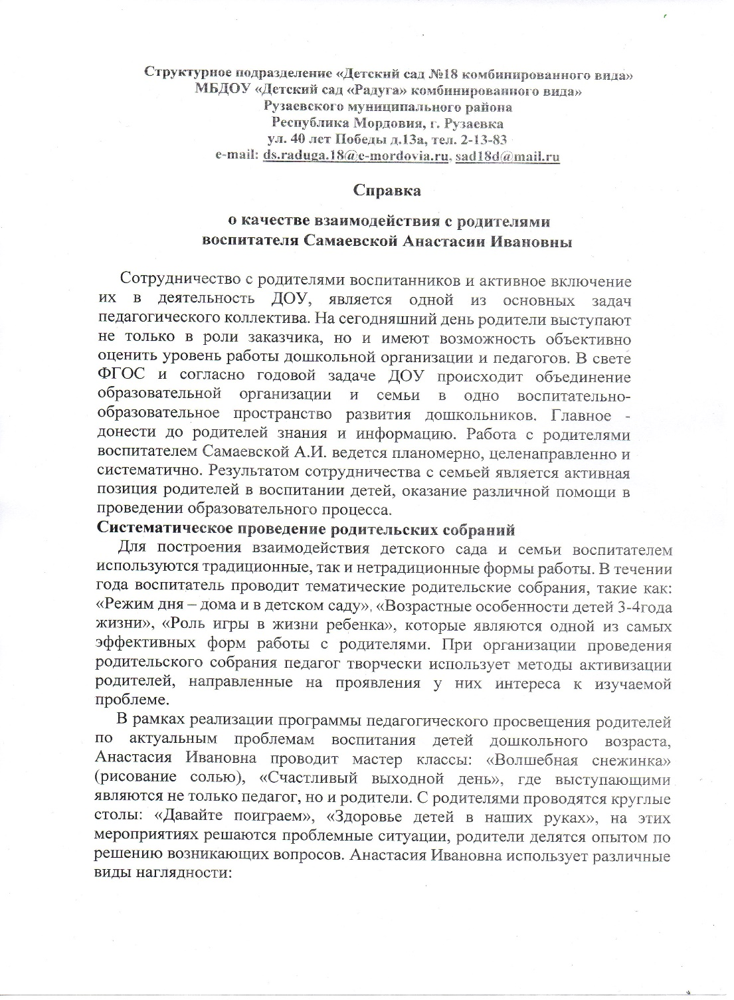 Структурное подразделение «Детский сад №18 комбинированного вида»
МБДОУ «Детский сад «Радуга» комбинированного вида»
Рузаевского муниципального района
Республика Мордовия, г. Рузаевка
ул. 40 лет Победы д.13а, тел. 2-13-83
e-mail: ds.raduga.18@e-mordovia.ru, sad18d@mail.ru
Справка
о качестве взаимодействия с родителями
воспитателя Самаевской Анастасии Ивановны
Сотрудничество с родителями воспитанников и активное включение
их в деятельность ДОУ, является одной из основных задач
педагогического коллектива. На сегодняшний день родители выступают
не только в роли заказчика, но и имеют возможность объективно
оценить уровень работы дошкольной организации и педагогов. В свете
ФГОС и согласно годовой задаче ДОУ происходит объединение
образовательной организации и семьи в одно воспитательно-
образовательное пространство развития дошкольников. Главное -
донести до родителей знания и информацию. Работа с родителями
воспитателем Самаевской А.И. ведется планомерно, целенаправленно и
систематично. Результатом сотрудничества с семьей является активная
позиция родителей в воспитании детей, оказание различной помощи в
проведении образовательного процесса.
Систематическое проведение родительских собраний
Для построения взаимодействия детского сада и семьи воспитателем
используются традиционные, так и нетрадиционные формы работы. В течении
года воспитатель проводит тематические родительские собрания, такие как:
«Режим дня – дома и в детском саду», «Возрастные особенности детей 3-4года
жизни», «Роль игры в жизни ребенка», которые являются одной из самых
эффективных форм работы с родителями. При организации проведения
родительского собрания педагог творчески использует методы активизации
родителей, направленные на проявления у них интереса к изучаемой
проблеме.
В рамках реализации программы педагогического просвещения родителей
по актуальным проблемам воспитания детей дошкольного возраста,
Анастасия Ивановна проводит мастер классы: «Волшебная снежинка»
(рисование солью), «Счастливый выходной день», где выступающими
являются не только педагог, но и родители. С родителями проводятся круглые
столы: «Давайте поиграем», «Здоровье детей в наших руках», на этих
мероприятиях решаются проблемные ситуации, родители делятся опытом по
решению возникающих вопросов. Анастасия Ивановна использует различные
виды наглядности: